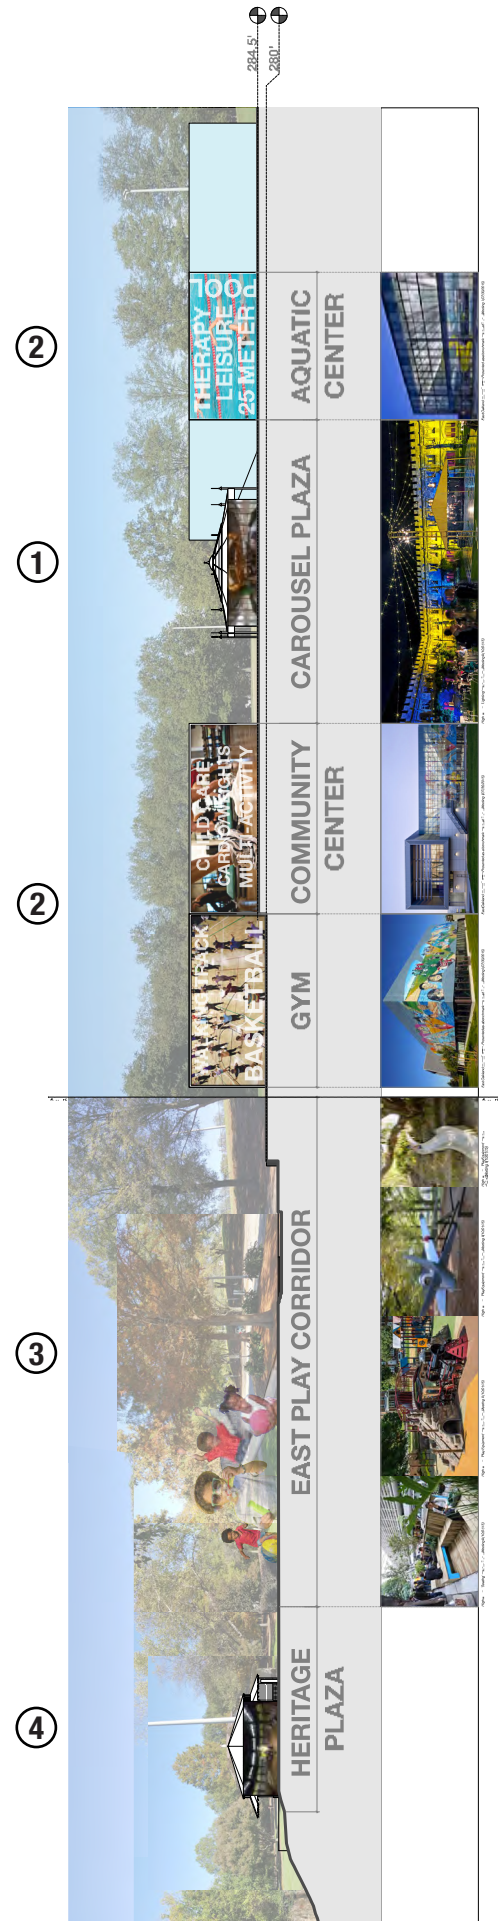 284.5'
280'
2
1
2
3
4
THERAPY
LEISURE
25 METER
POOL
CHILD CARE
CARDIO/WEIGHTS
MULTI-ACTIVITY
WALKING TRACK
BASKETBALL
AQUATIC
CENTER
CAROUSEL PLAZA
COMMUNITY
CENTER
GYM
EAST PLAY CORRIDOR
HERITAGE
PLAZA